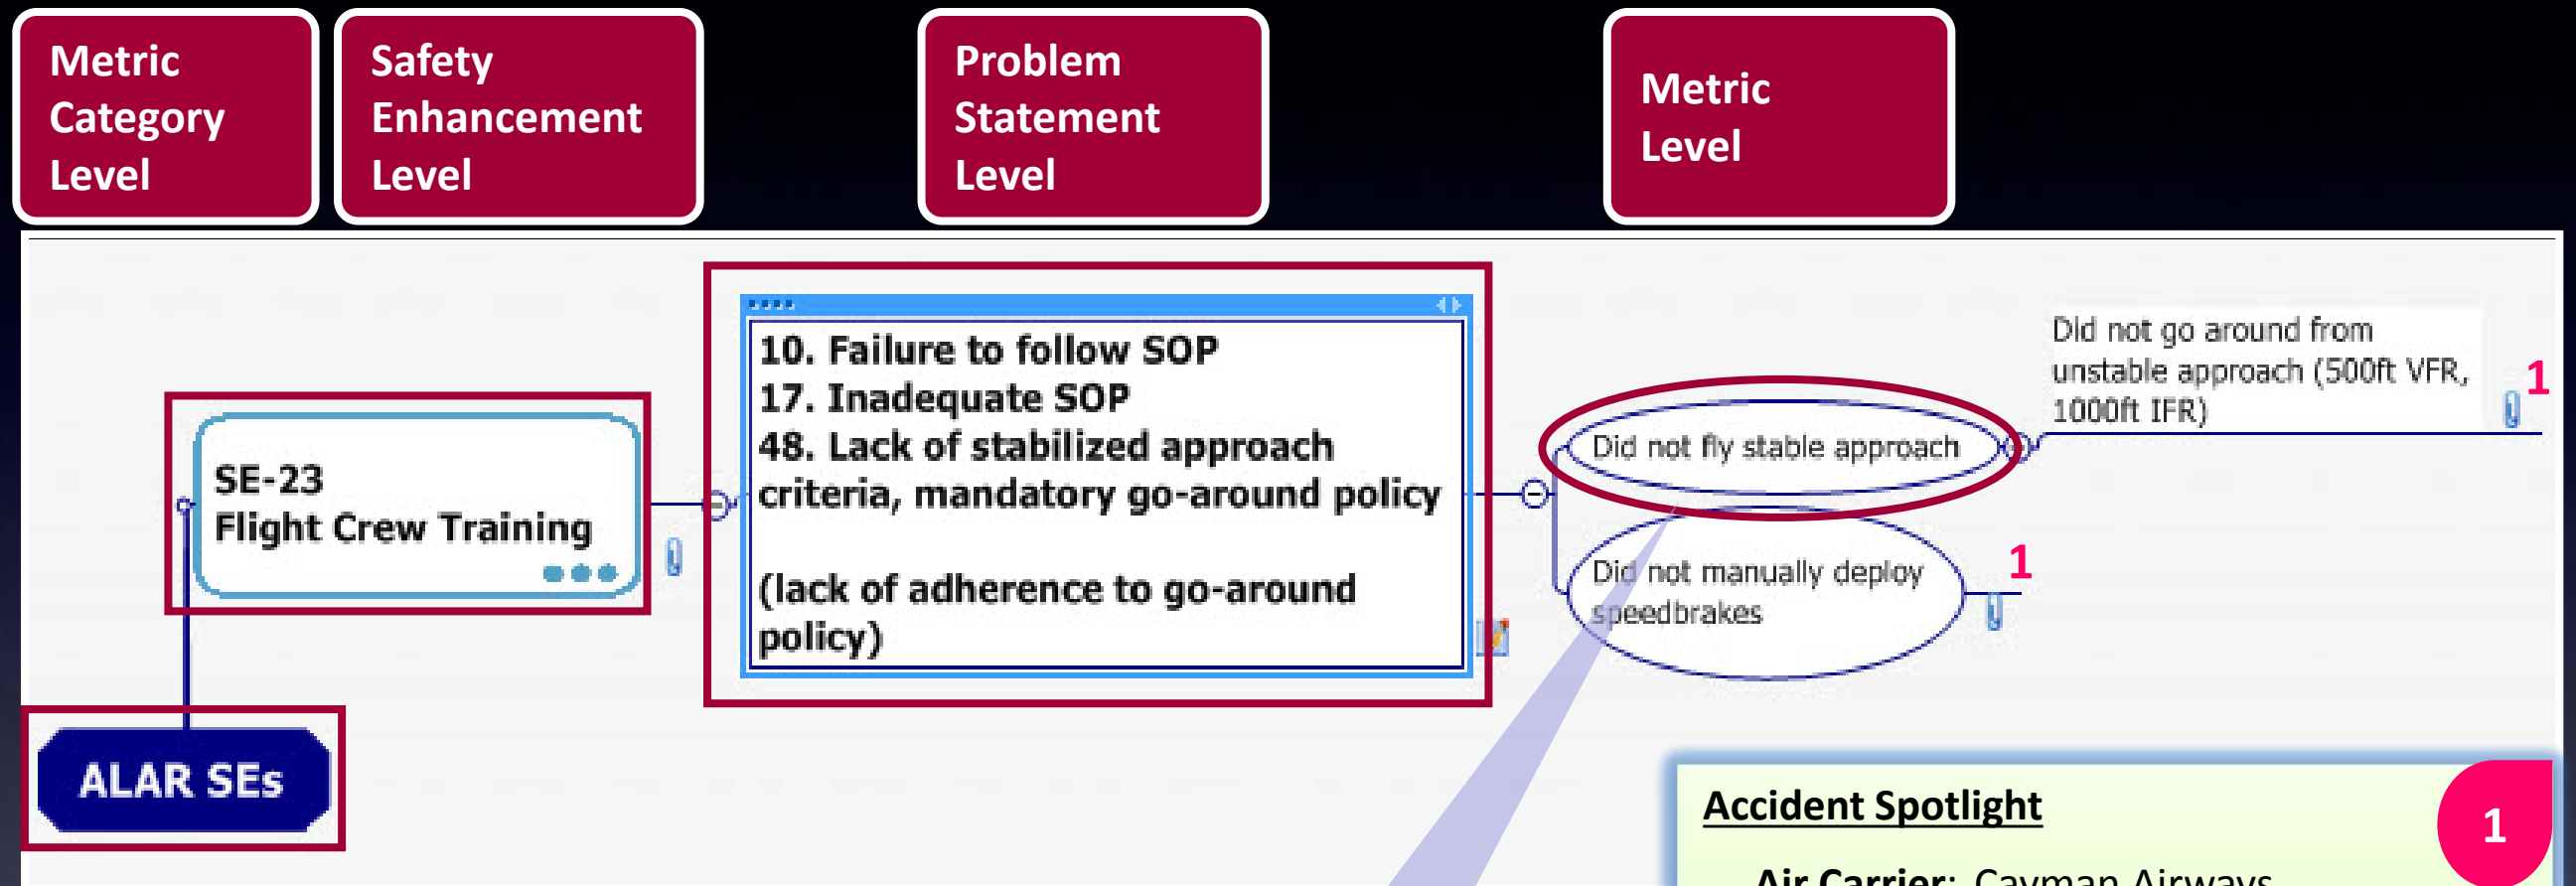 Metric
Category
Level
Safety
Enhancement
Level
Problem
Statement
Level
Metric
Level
SE-23
Flight Crew Training
10. Failure to follow SOP
17. Inadequate SOP
48. Lack of stabilized approach
criteria, mandatory go-around policy
(lack of adherence to go-around
policy)
Did not fly stable approach
Did not go around from
unstable approach (500ft VFR,
1000ft IFR)
1
Did not manually deploy
speedbrakes
1
ALAR SEs
Accident Spotlight
1
Air Carrier: Cayman Airways